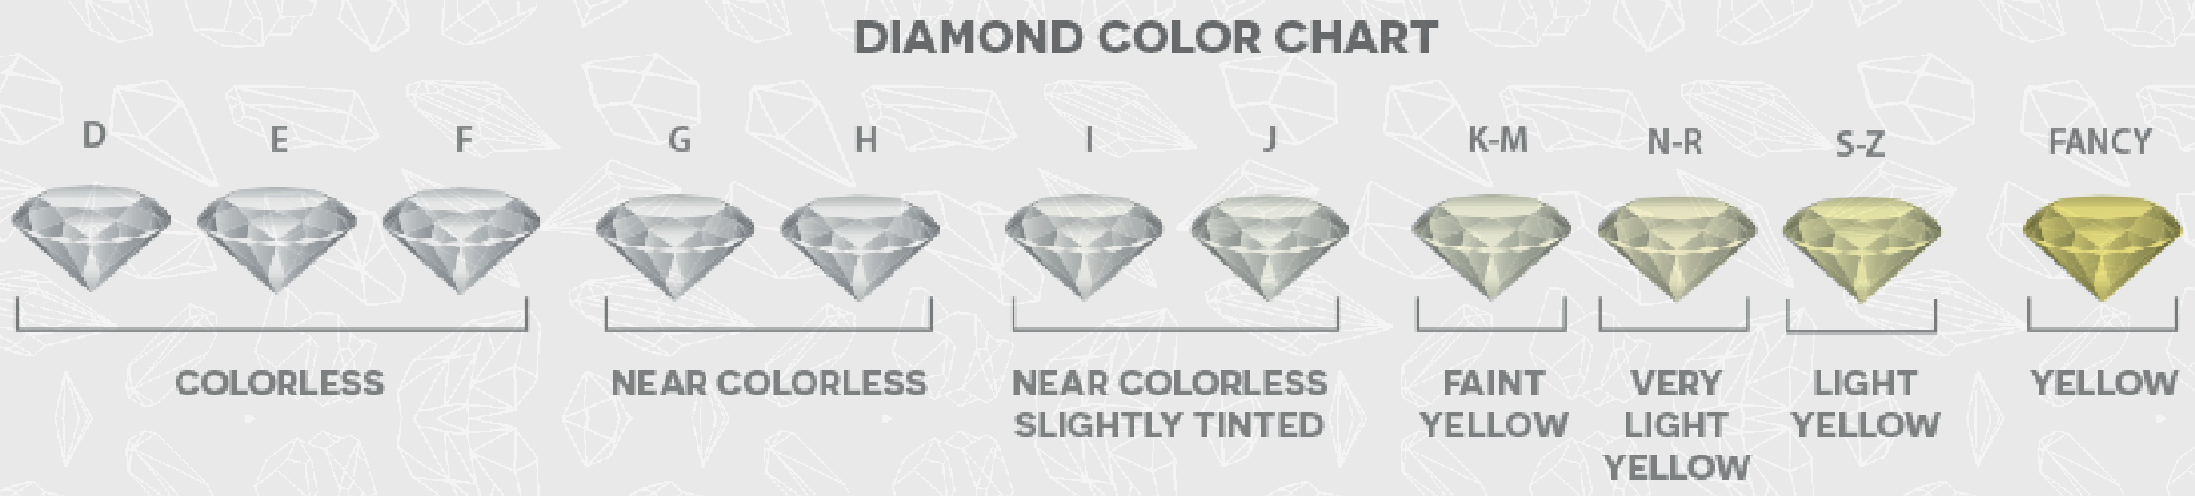 DIAMOND COLOR CHART
D E F G H I J K-M N-R S-Z FANCY
COLORLESS
NEAR COLORLESS
NEAR COLORLESS
SLIGHTLY TINTED
FAINT
YELLOW
VERY
LIGHT
YELLOW
LIGHT
YELLOW
YELLOW